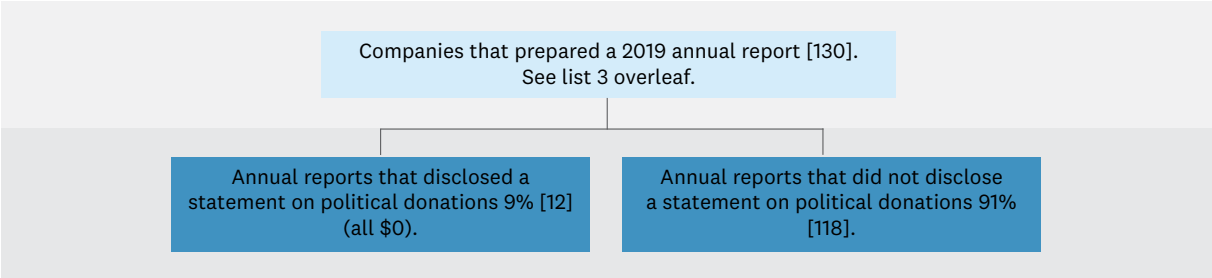 Companies that prepared a 2019 annual report [130].
See list 3 overleaf.
Annual reports that disclosed a
statement on political donations 9% [12]
(all $0).
Annual reports that did not disclose
a statement on political donations 91%
[118].